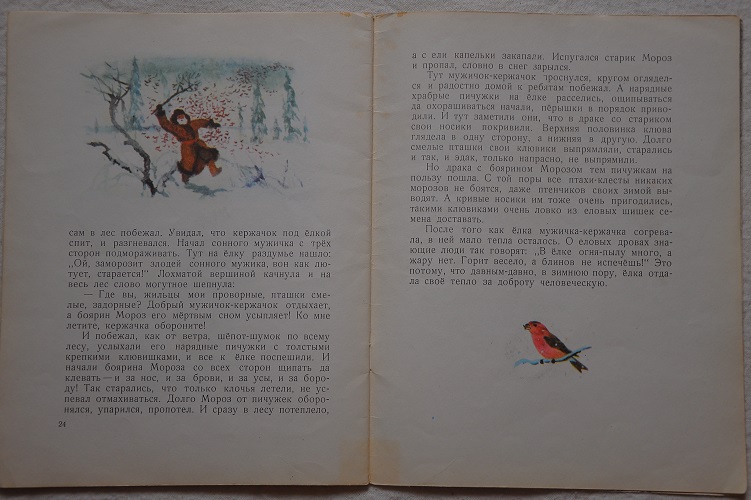 сам в лес побежал. Увидал, что кержачок под ёлкой
спит, и разгневался. Начал сонного мужичка с трёх
сторон подмораживать. Тут на ёлку раздумье нашло:
„Ой, заморозит злодей сонного мужика, вон как лю-
тует, старается!“ Лохматой вершиной качнула и на
весь лес слово могутное шепнула:
— Где вы, жильцы мои проворные, пташки сме-
лые, задорные? Добрый мужичок-кержачок отдыхает,
а боярин Мороз его мёртвым сном усыпляет! Ко мне
летите, кержачка обороните!
И побежал, как от ветра, шёпот-шумок по всему
лесу, услыхали его нарядные пичужки с толстыми
крепкими клювишками, и все к ёлке поспешили. И
начали боярина Мороза со всех сторон щипать да
клевать—и за нос, и за брови, и за усы, и за боро-
ду! Так старались, что только клочья летели, не ус-
певал отмахиваться. Долго Мороз от пичужек оборо-
нялся, упарился, пропотел. И сразу в лесу потеплело,
24
а с ели капельки закапали. Испугался старик Мороз
и пропал, словно в снег зарылся.
Тут мужичок-кержачок проснулся, кругом огляделся
и радостно домой к ребятам побежал. А нарядные
храбрые пичужки на ёлке расселись, ощипываться
да охорашиваться начали, пёрышки в порядок приво-
дили. И тут заметили они, что в драке со стариком
свои носики покривили. Верхняя половинка клюва
глядела в одну сторону, а нижняя в другую. Долго
смелые пташки свои клювики выпрямляли, старались
и так, и эдак, только напрасно, не выпрямили.
Но драка с боярином Морозом тем пичужкам на
пользу пошла. С той поры все птахи-клесты никаких
морозов не боятся, даже птенчиков своих зимой вы-
водят. А кривые носики им тоже очень пригодились,
такими клювиками очень ловко из еловых шишек се-
мена доставать.
После того как ёлка мужичка-кержачка согрева-
ла, в ней мало тепла осталось. О еловых дровах зна-
ющие люди так говорят: „В ёлке огня-пылу много, а
жару нет. Горит весело, а блинов не испечёшь!“ Это
потому, что давным-давно, в зимнюю пору, ёлка отда-
ла своё тепло за доброту человеческую.